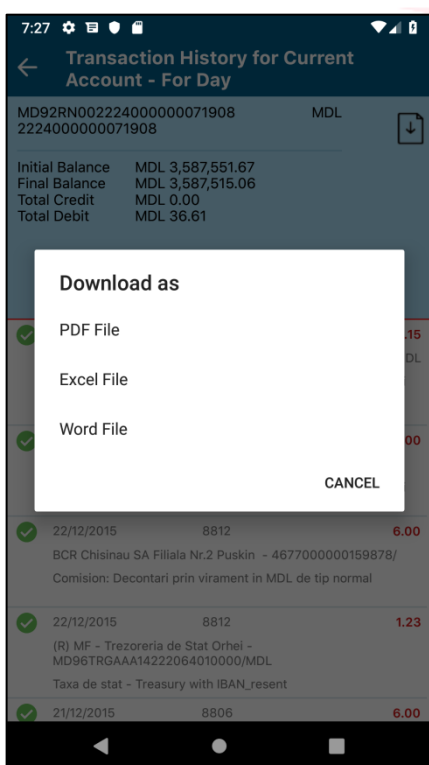 7:27
Transaction History for Current
Account - For Day
MD92RN002224000000071908 MDL
2224000000071908
Initial Balance MDL 3,587,551.67
Final Balance MDL 3,587,515.06
Total Credit MDL 0.00
Total Debit MDL 36.61
Download as
PDF File
Excel File
Word File
CANCEL
.15
DL
00
22/12/2015 8812 6.00
BCR Chisinau SA Filiala Nr.2 Puskin - 4677000000159878/
Comision: Decontari prin virament in MDL de tip normal
22/12/2015 8812 1.23
(R) MF - Trezoreria de Stat Orhei -
MD96TRGAAA14222064010000/MDL
Taxa de stat - Treasury with IBAN_resent
21/12/2015 8806 6.00